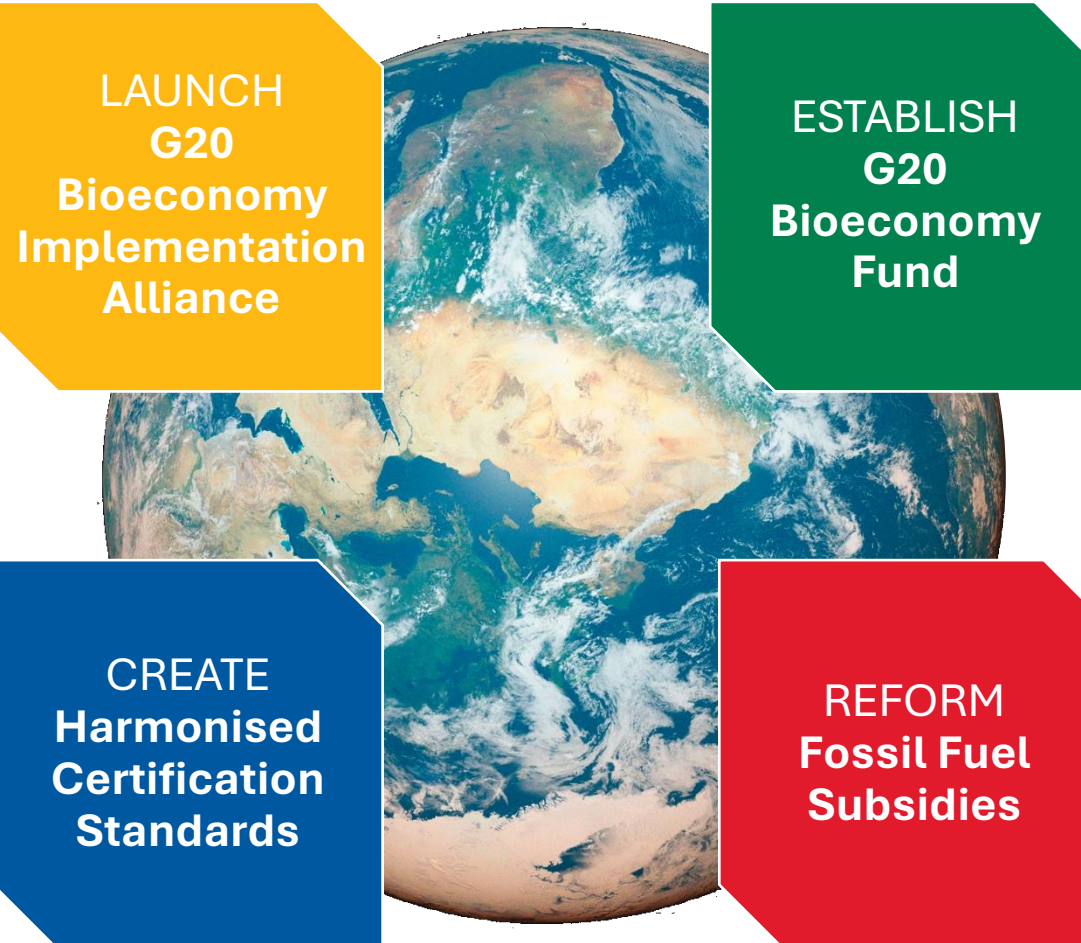 LAUNCH
G20
Bioeconomy
Implementation
Alliance
ESTABLISH
G20
Bioeconomy
Fund
CREATE
Harmonised
Certification
Standards
REFORM
Fossil Fuel
Subsidies